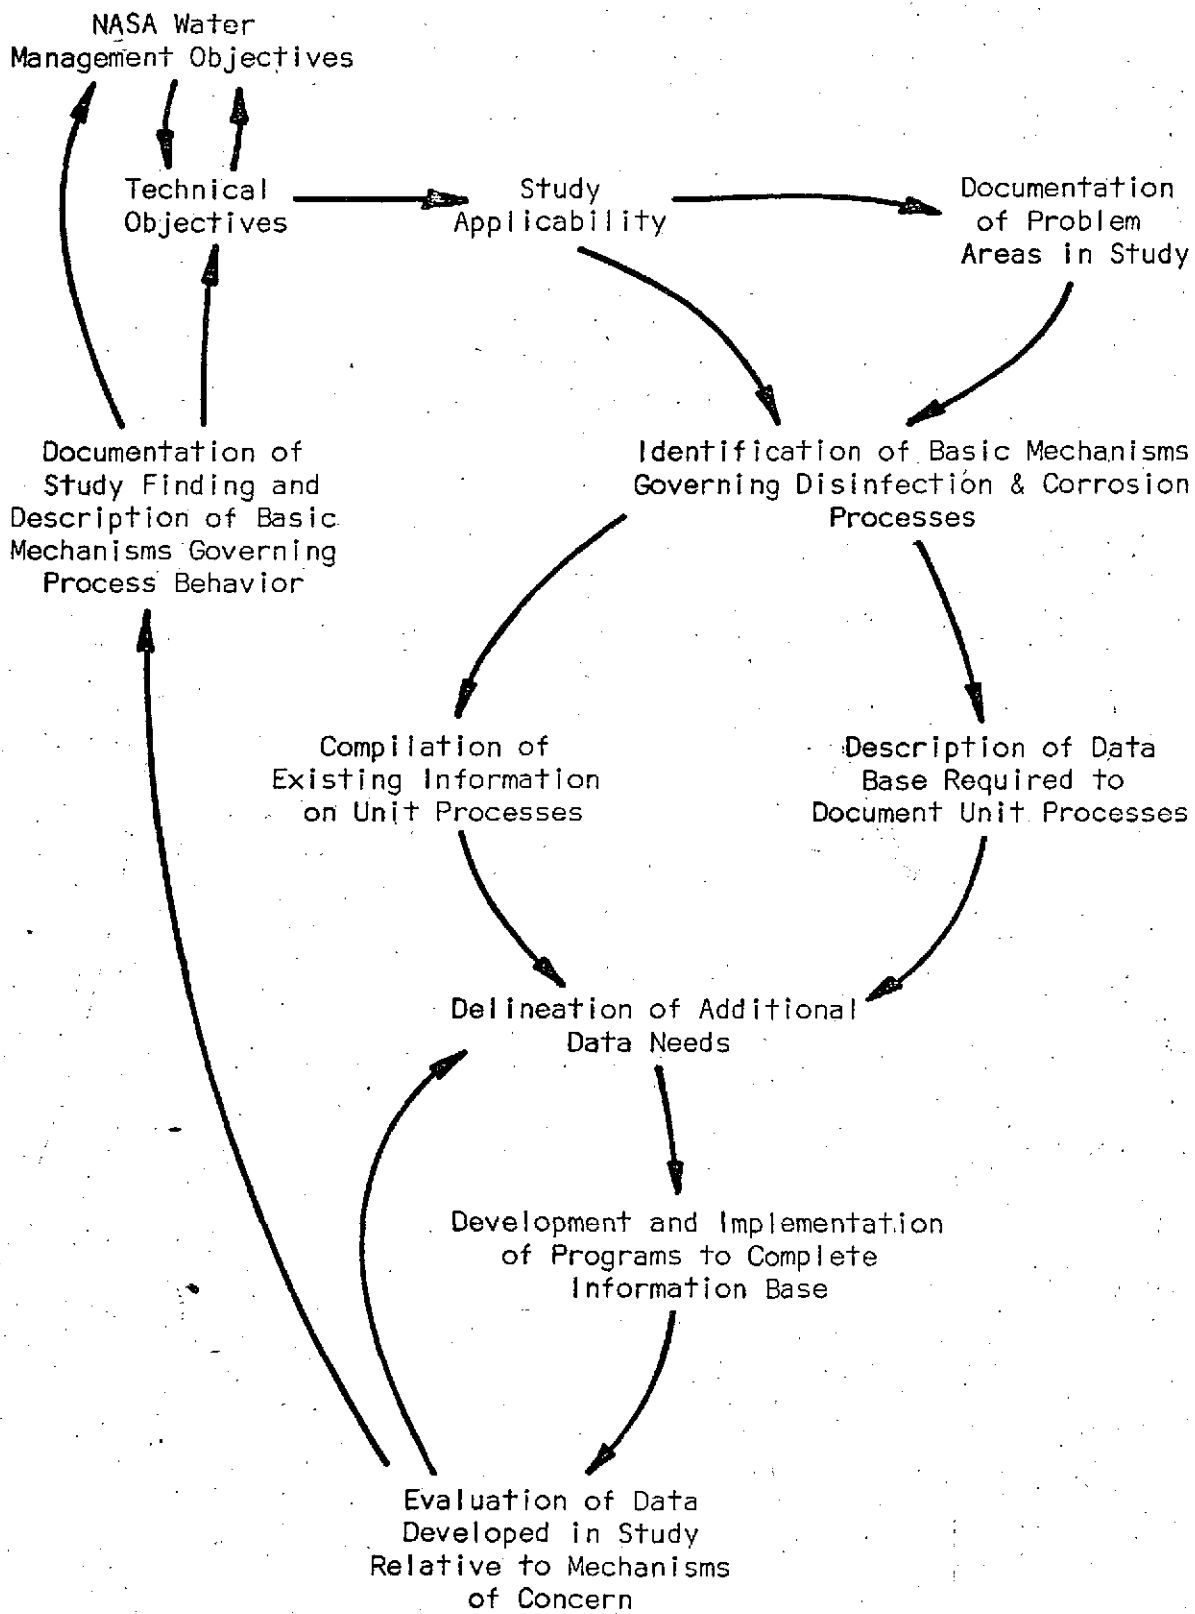 NASA Water
Management Objectives
Technical
Objectives
Study
Applicability
Documentation
of Problem
Areas in Study
Documentation of
Study Finding and
Description of Basic
Mechanisms Governing
Process Behavior
Identification of Basic Mechanisms
Governing Disinfection & Corrosion
Processes
Compilation of
Existing Information
on Unit Processes
Description of Data
Base Required to
Document Unit Processes
Delineation of Additional
Data Needs
Development and Implementation
of Programs to Complete
Information Base
Evaluation of Data
Developed in Study
Relative to Mechanisms
of Concern